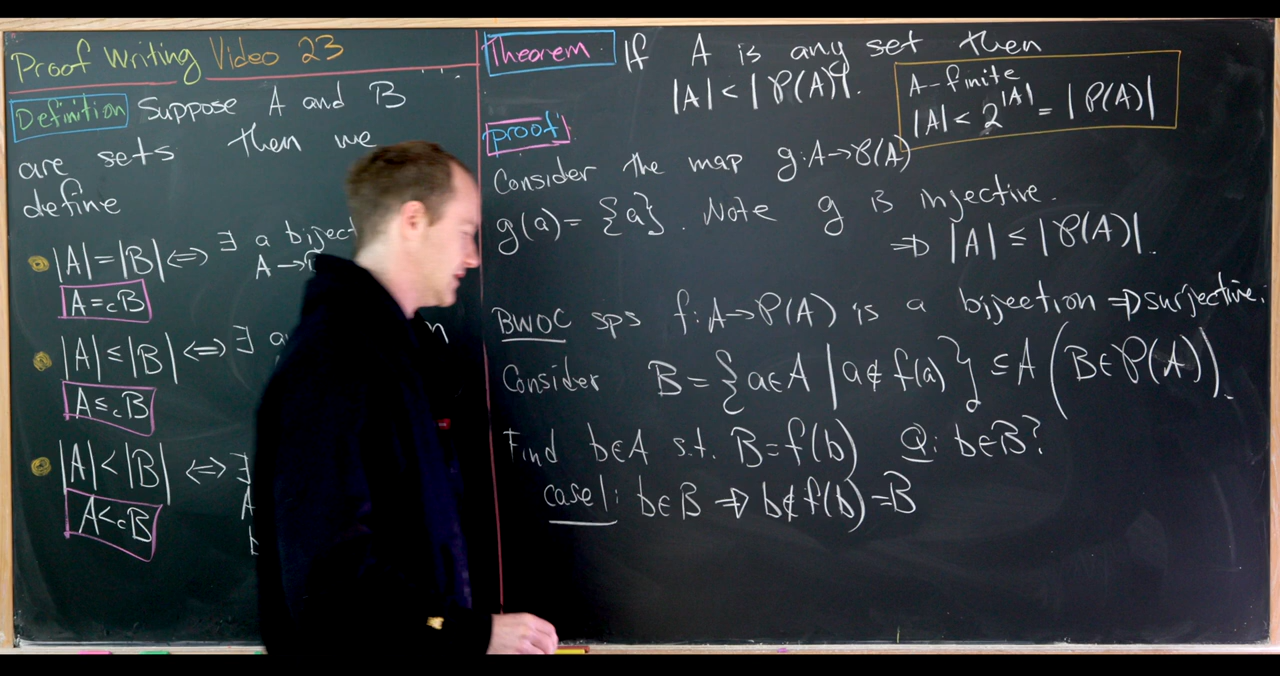 Proof Writing Video 23
Definition Suppose A and B
are sets then we
define
|A|=|B| ⇔ ∃ a
A →
A =c B
|A| ≤ |B| ⇔ ∃
A ≤c B
|A| < |B| ⇔ ∃
A <c B
Theorem If A is any set then
|A| < |P(A)|.
A-finite
|A| < 2^|A| = |P(A)|
proof
Consider the map g: A→P(A)
g(a) = {a}. Note g is injective.
⇒ |A| ≤ |P(A)|.
BWOC sps f: A→P(A) is a bijection ⇒ surjective.
Consider B = {a∈A | a∉f(a)} ⊆ A (B∈P(A)).
Find b∈A s.t. B=f(b) Q: b∈B?
case 1: b∈B ⇒ b∉f(b)=B